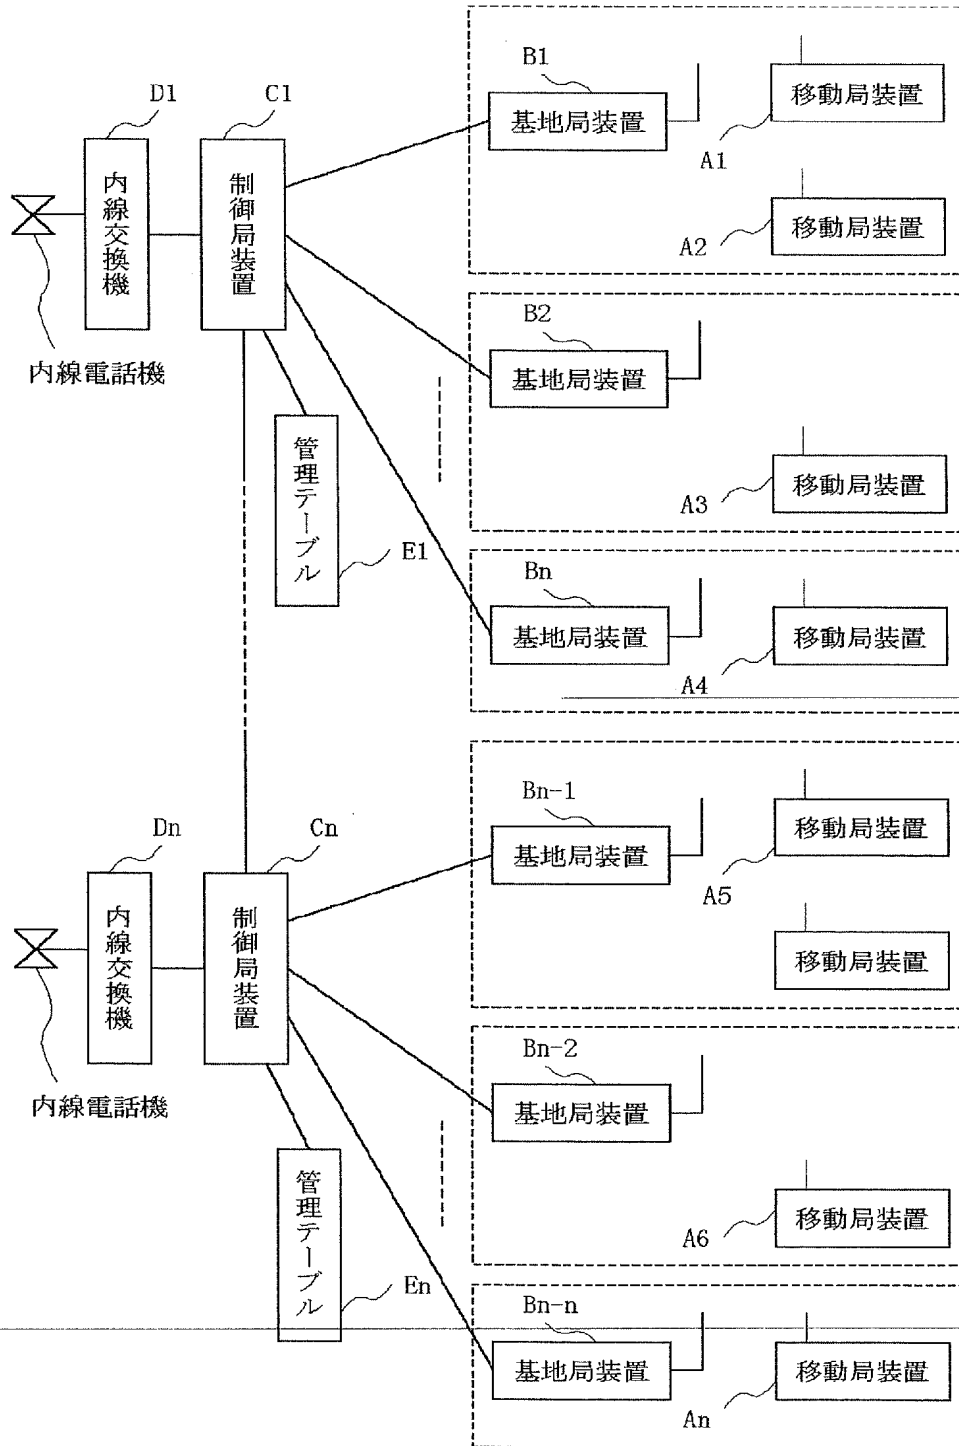 B1
移動局装置
D1
C1
基地局装置
A1
内線交換機
制御局装置
移動局装置
A2
内線電話機
B2
基地局装置
管理テーブル
移動局装置
A3
E1
Bn
基地局装置
移動局装置
A4
Bn-1
移動局装置
Dn
Cn
基地局装置
A5
内線交換機
制御局装置
移動局装置
内線電話機
Bn-2
基地局装置
管理テーブル
移動局装置
A6
En
Bn-n
基地局装置
移動局装置
An